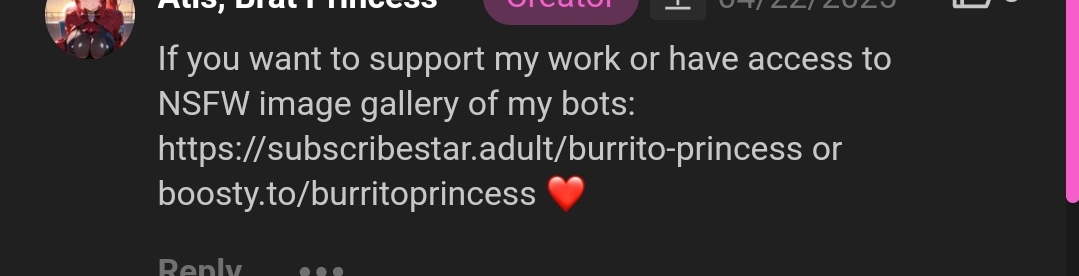 Atis, Brat Princess Creator 04/22/2025
If you want to support my work or have access to
NSFW image gallery of my bots:
https://subscribestar.adult/burrito-princess or
boosty.to/burritoprincess ❤️
Reply •••